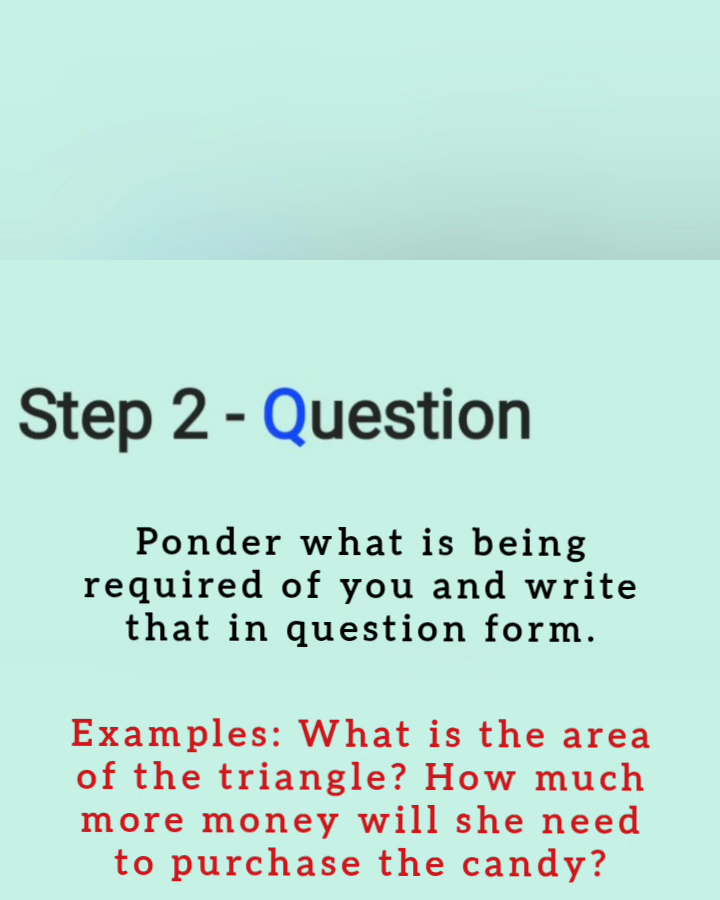 Step 2 - Question
Ponder what is being
required of you and write
that in question form.
Examples: What is the area
of the triangle? How much
more money will she need
to purchase the candy?